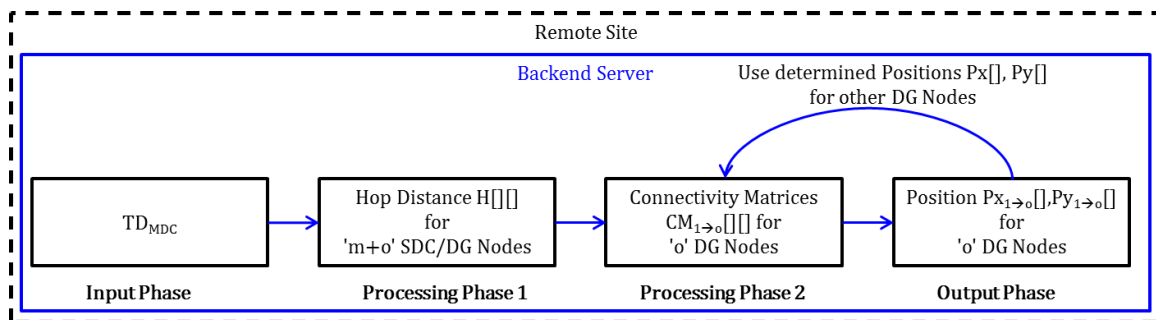 Remote Site
Backend Server
Use determined Positions Px[], Py[]
for other DG Nodes
TD_MDC
Hop Distance H[][]
for
'm+o' SDC/DG Nodes
Connectivity Matrices
CM₁→ₒ[][] for
'o' DG Nodes
Position Px₁→ₒ[],Py₁→ₒ[]
for
'o' DG Nodes
Input Phase
Processing Phase 1
Processing Phase 2
Output Phase